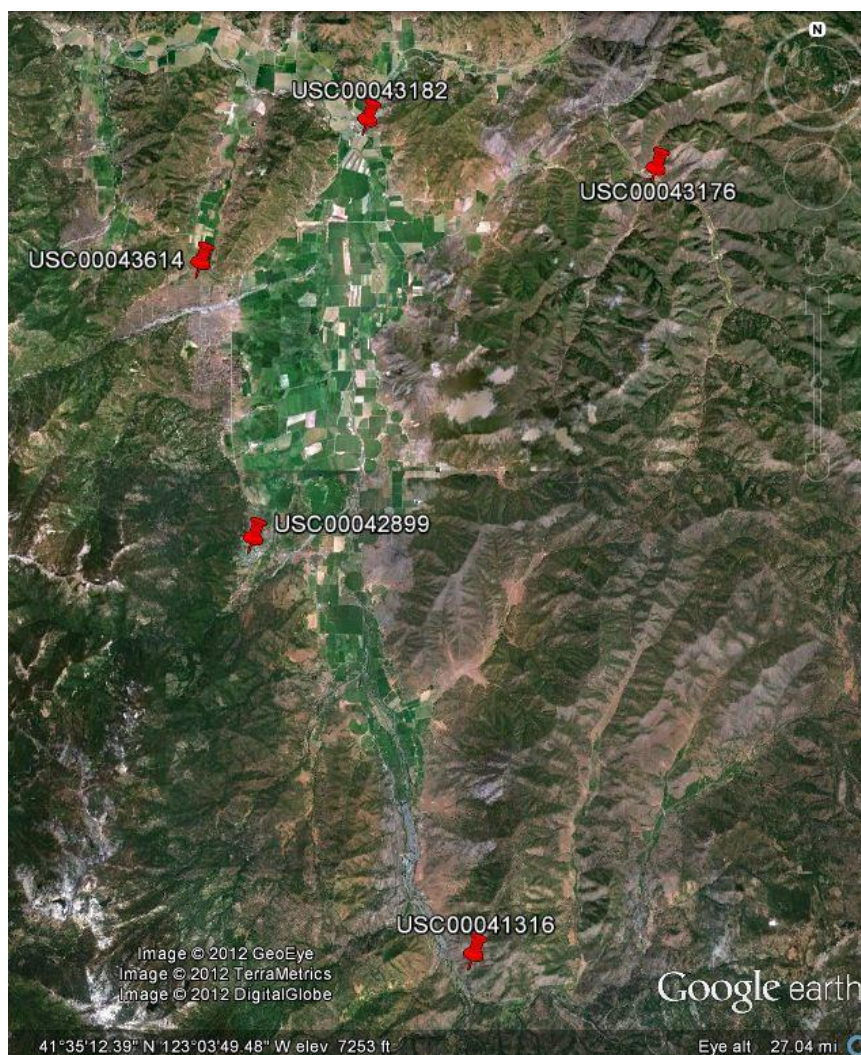 N
USC00043182
USC00043176
USC00043614
USC00042899
USC00041316
Image © 2012 GeoEye
Image © 2012 TerraMetrics
Image © 2012 DigitalGlobe
Google earth
41°35'12.39" N 123°03'49.48" W elev 7253 ft
Eye alt 27.04 mi